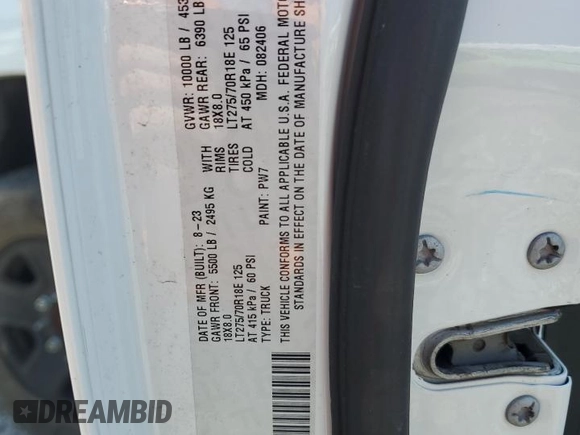 DATE OF MFR (BUILT): 8-23 GVWR: 10000 LB /
GAWR FRONT: 5500 LB / 2495 KG WITH GAWR REAR: 6390 LB
18X8.0 RIMS 18X8.0
LT275/70R18E 125 TIRES LT275/70R18E 125
AT 415 kPa / 60 PSI COLD AT 450 kPa / 65 PSI
TYPE: TRUCK PAINT: PW7 MDH: 082406
THIS VEHICLE CONFORMS TO ALL APPLICABLE U.S.A. FEDERAL
STANDARDS IN EFFECT ON THE DATE OF MANUFACTURE
DREAMBID